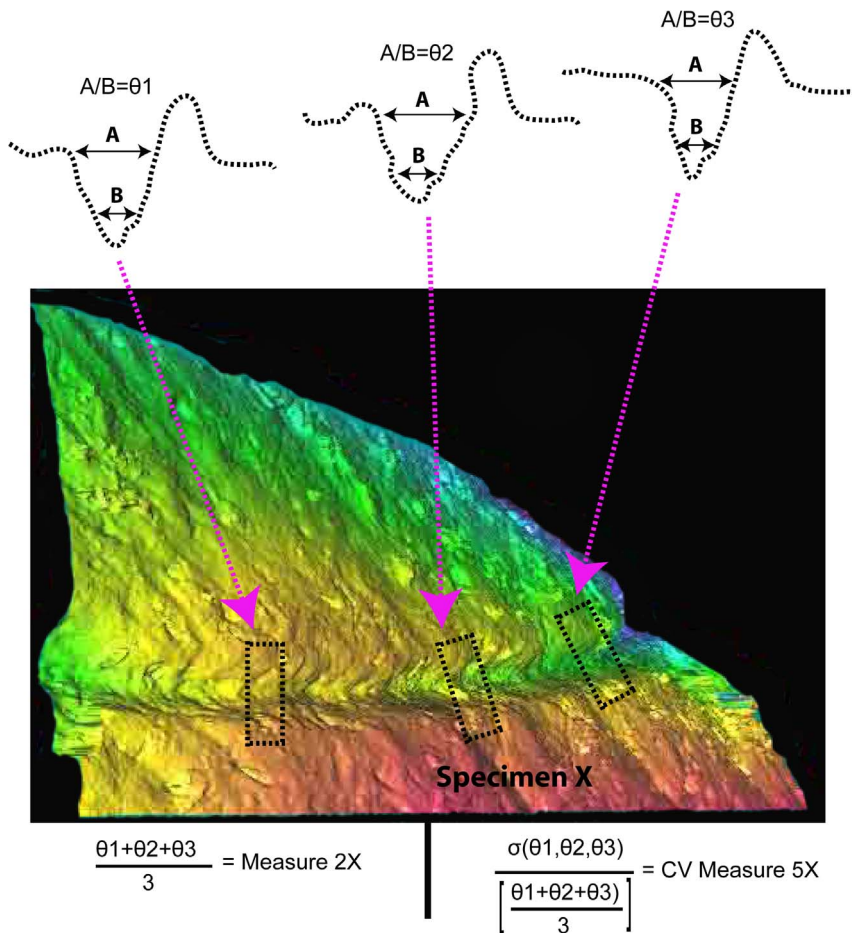 A/B=θ1
A/B=θ2
A/B=θ3
A
B
A
B
A
B
Specimen X
θ1+θ2+θ3
3
= Measure 2X
σ(θ1,θ2,θ3)
[θ1+θ2+θ3)
3]
= CV Measure 5X